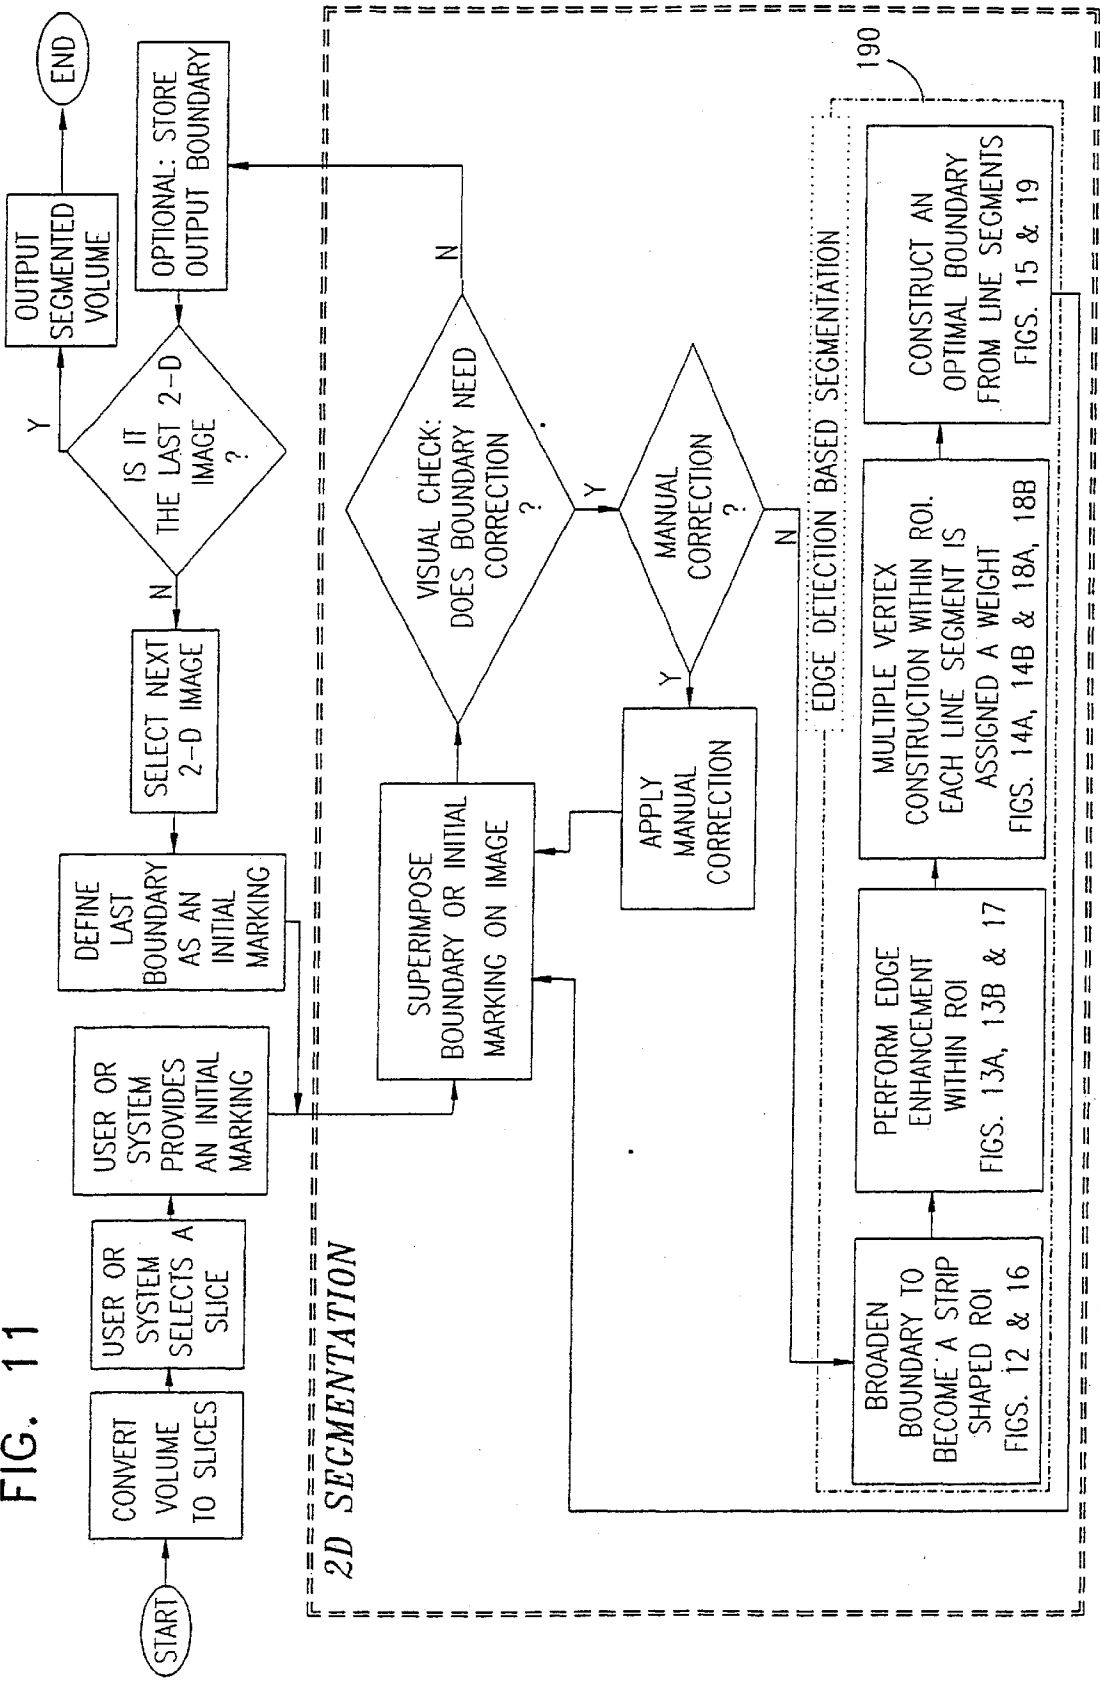 FIG. 11
START
CONVERT
VOLUME
TO SLICES
USER OR
SYSTEM
SELECTS A
SLICE
USER OR
SYSTEM
PROVIDES
AN INITIAL
MARKING
DEFINE
LAST
BOUNDARY
AS AN
INITIAL
MARKING
SELECT NEXT
2-D IMAGE
N
IS IT
THE LAST 2-D
IMAGE
?
Y
OUTPUT
SEGMENTED
VOLUME
END
OPTIONAL: STORE
OUTPUT BOUNDARY
2D SEGMENTATION
SUPERIMPOSE
BOUNDARY OR INITIAL
MARKING ON IMAGE
VISUAL CHECK:
DOES BOUNDARY NEED
CORRECTION
?
N
Y
MANUAL
CORRECTION
?
Y
N
APPLY
MANUAL
CORRECTION
EDGE DETECTION BASED SEGMENTATION
190
BROADEN
BOUNDARY TO
BECOME A STRIP
SHAPED ROI
FIGS. 12 & 16
PERFORM EDGE
ENHANCEMENT
WITHIN ROI
FIGS. 13A, 13B & 17
MULTIPLE VERTEX
CONSTRUCTION WITHIN ROI.
EACH LINE SEGMENT IS
ASSIGNED A WEIGHT
FIGS. 14A, 14B & 18A, 18B
CONSTRUCT AN
OPTIMAL BOUNDARY
FROM LINE SEGMENTS
FIGS. 15 & 19